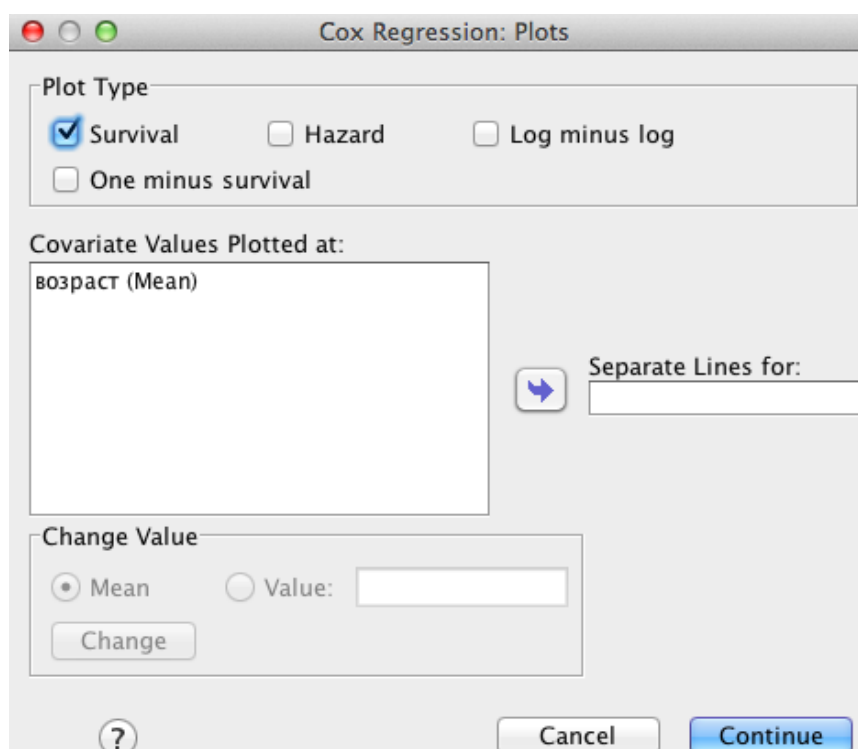 Cox Regression: Plots
Plot Type
Survival Hazard Log minus log
One minus survival
Covariate Values Plotted at:
возраст (Mean)
Separate Lines for:
Change Value
Mean Value:
Change
?
Cancel Continue